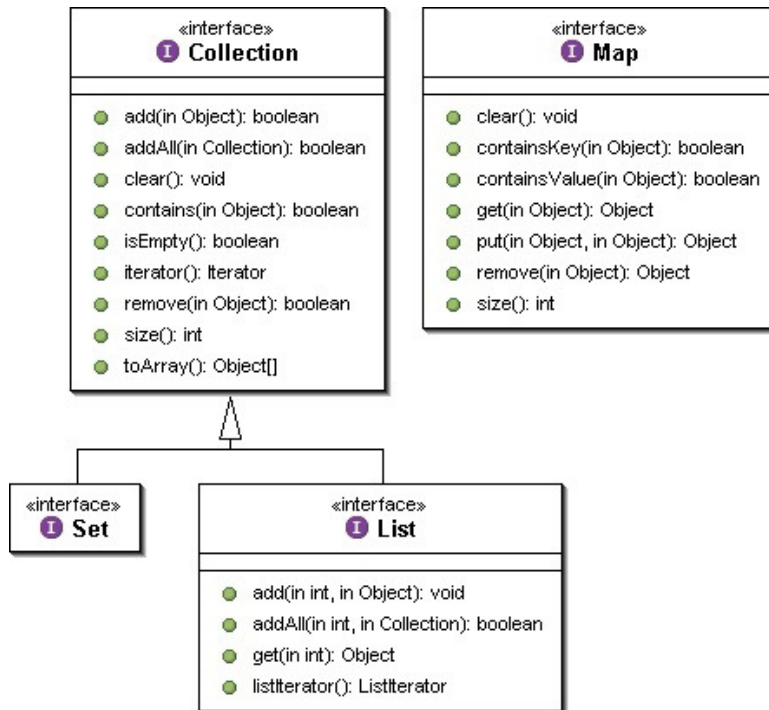 «interface»
I Collection
add(in Object): boolean
addAll(in Collection): boolean
clear(): void
contains(in Object): boolean
isEmpty(): boolean
iterator(): Iterator
remove(in Object): boolean
size(): int
toArray(): Object[]
«interface»
I Map
clear(): void
containsKey(in Object): boolean
containsValue(in Object): boolean
get(in Object): Object
put(in Object, in Object): Object
remove(in Object): Object
size(): int
«interface»
I Set
«interface»
I List
add(in int, in Object): void
addAll(in int, in Collection): boolean
get(in int): Object
listIterator(): ListIterator